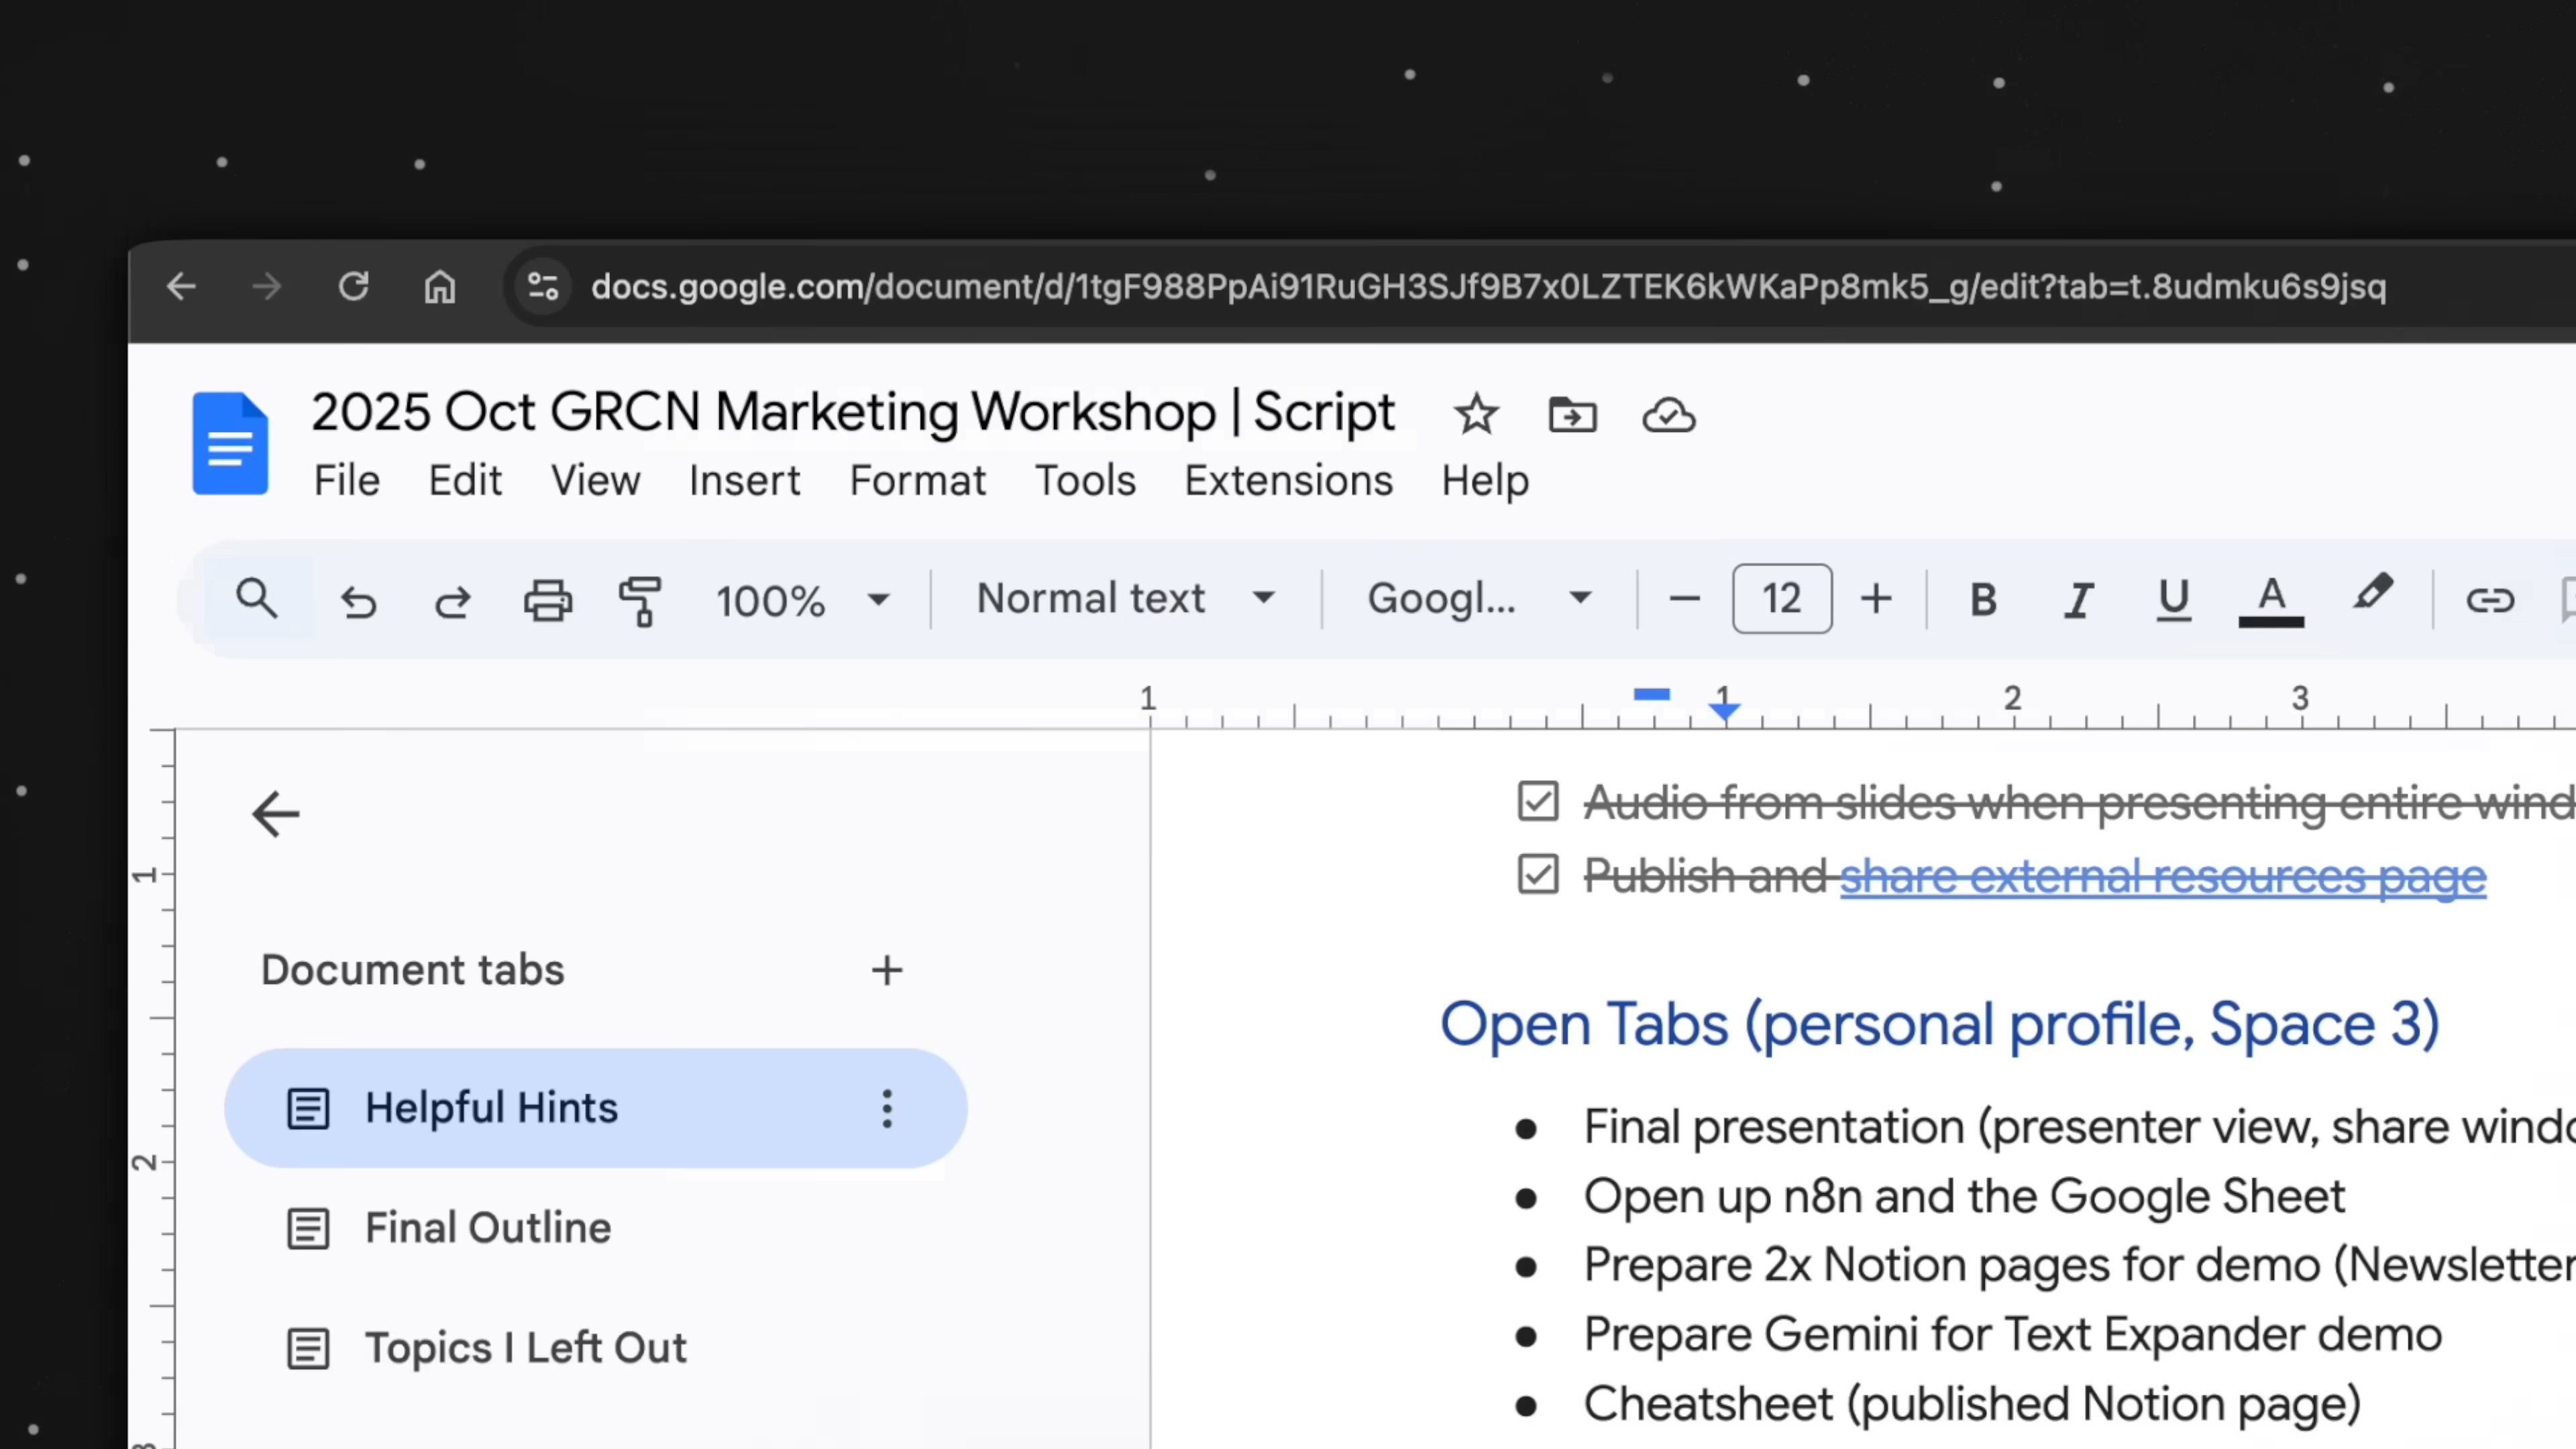 docs.google.com/document/d/1tgF988PpAi91RuGH3SJf9B7x0LZTEK6kWKaPp8mk5_g/edit?tab=t.8udmku6s9jsq
2025 Oct GRCN Marketing Workshop | Script
File Edit View Insert Format Tools Extensions Help
100% Normal text Googl... 12 B I U A
1 1 2 3
Audio from slides when presenting entire wind
1
Publish and share external resources page
Document tabs
Open Tabs (personal profile, Space 3)
Helpful Hints
Final presentation (presenter view, share windo
2
Open up n8n and the Google Sheet
Final Outline
Prepare 2x Notion pages for demo (Newsletter
Topics I Left Out
Prepare Gemini for Text Expander demo
Cheatsheet (published Notion page)